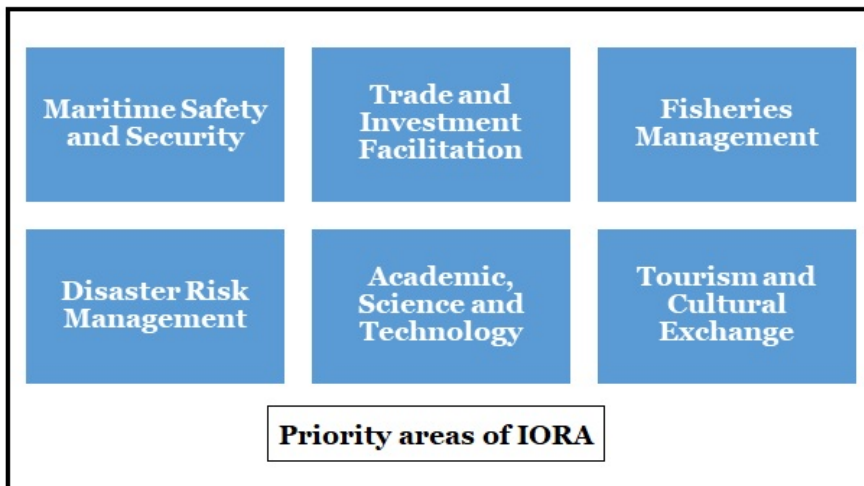 Maritime Safety
and Security
Trade and
Investment
Facilitation
Fisheries
Management
Disaster Risk
Management
Academic,
Science and
Technology
Tourism and
Cultural
Exchange
Priority areas of IORA